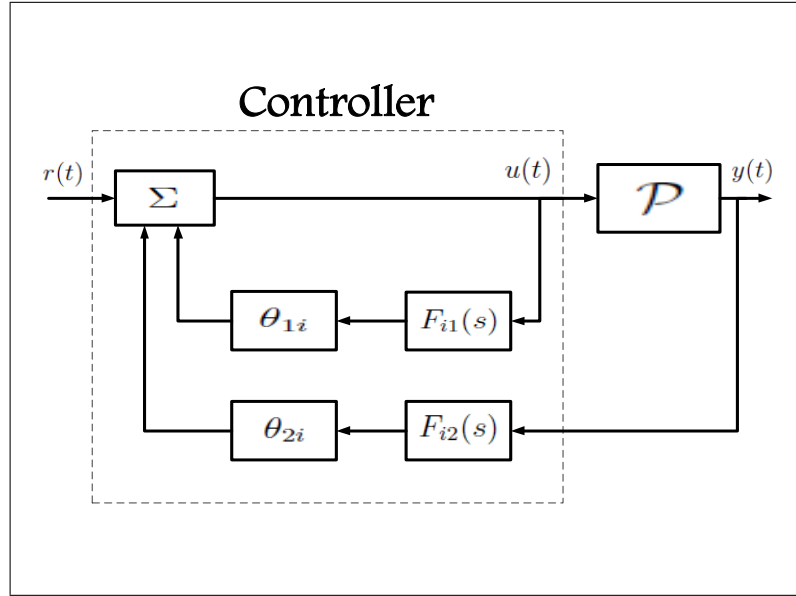 Controller
r(t)
Σ
u(t)
𝒫
y(t)
θ₁ᵢ
Fᵢ₁(s)
θ₂ᵢ
Fᵢ₂(s)